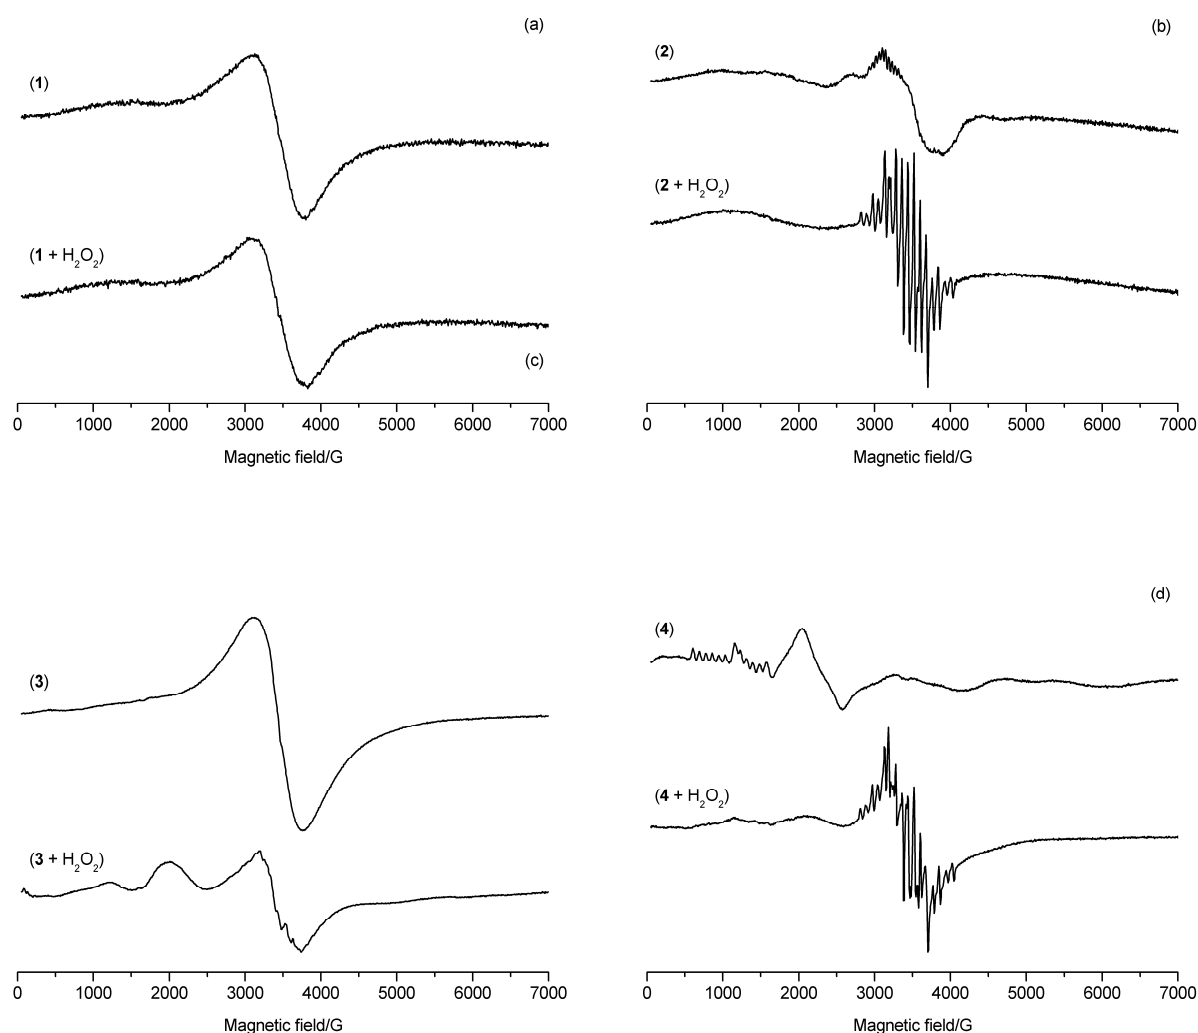 (a)
(1)
(1 + H2O2)
(c)
0 1000 2000 3000 4000 5000 6000 7000
Magnetic field/G
(b)
(2)
(2 + H2O2)
0 1000 2000 3000 4000 5000 6000 7000
Magnetic field/G
(3)
(3 + H2O2)
0 1000 2000 3000 4000 5000 6000 7000
Magnetic field/G
(d)
(4)
(4 + H2O2)
0 1000 2000 3000 4000 5000 6000 7000
Magnetic field/G